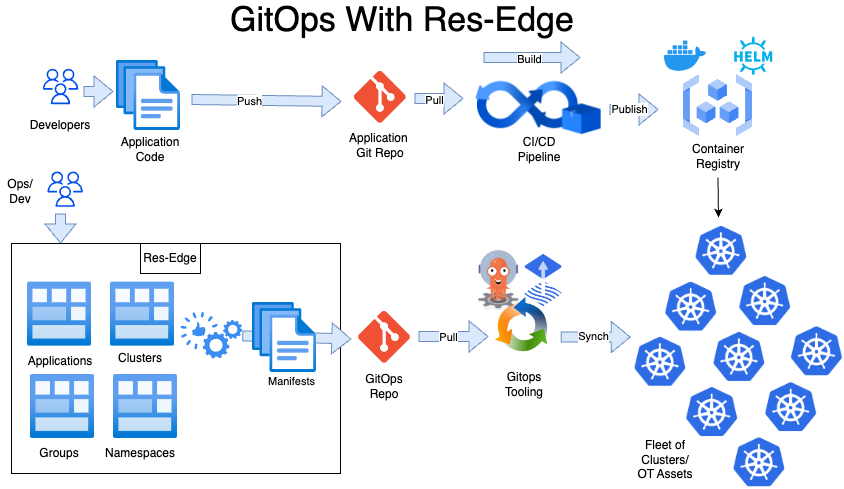 GitOps With Res-Edge
Build
HELM
Push
Pull
Publish
Developers
Application
Code
Application
Git Repo
CI/CD
Pipeline
Container
Registry
Ops/
Dev
Res-Edge
Applications
Clusters
Groups
Namespaces
Manifests
GitOps
Repo
Pull
Gitops
Tooling
Synch
Fleet of
Clusters/
OT Assets